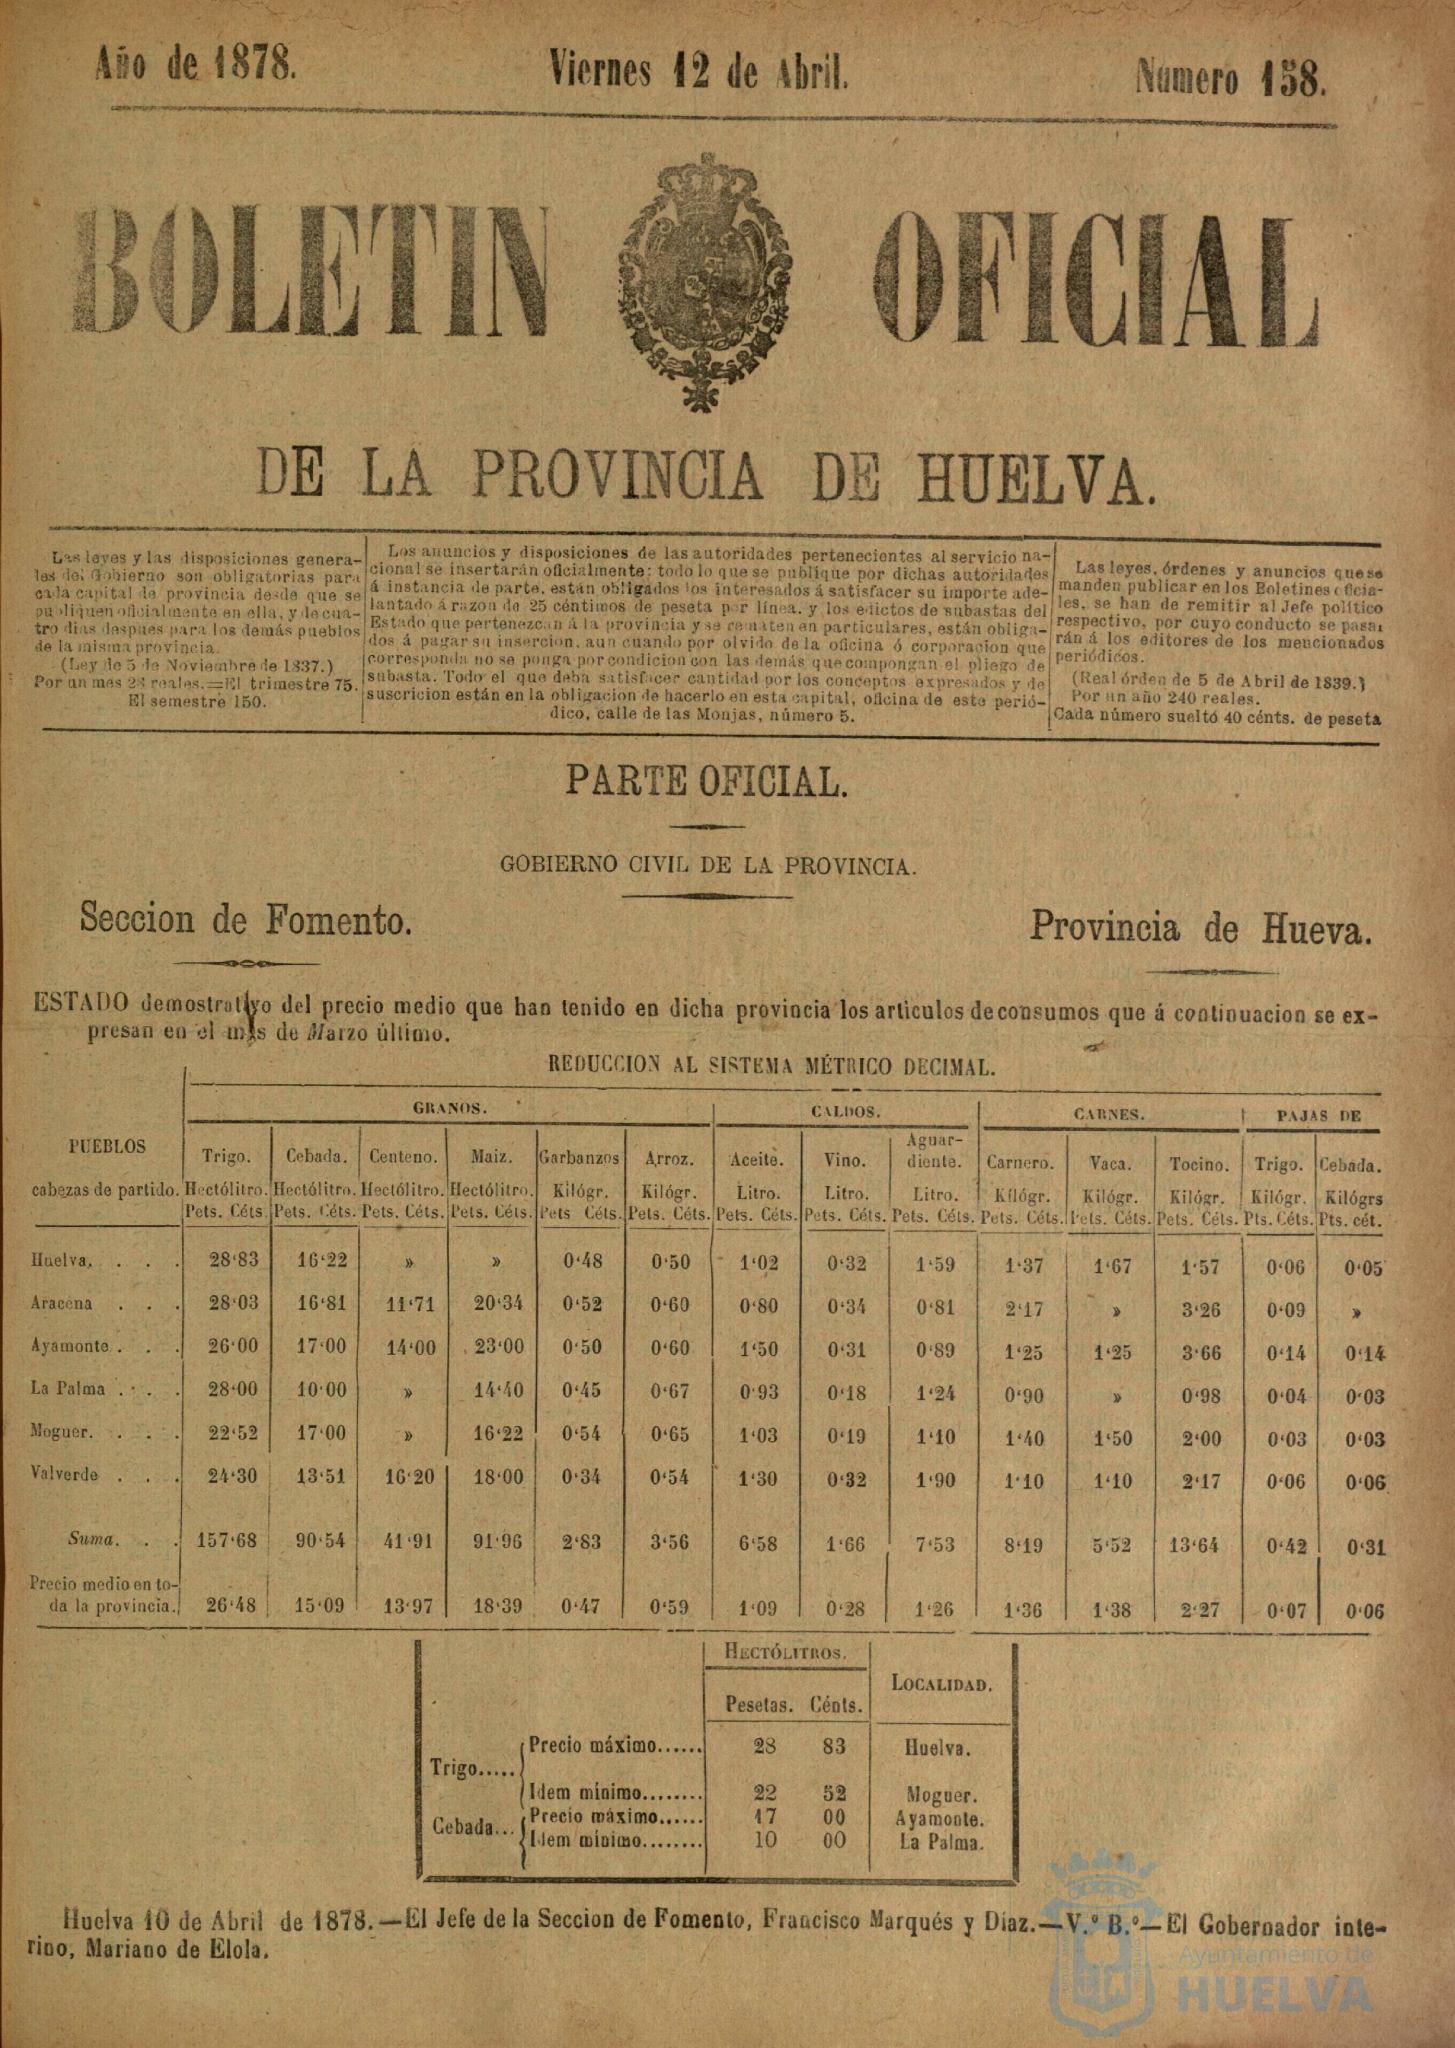 Año de 1878. Viernes 12 de Abril. Número 158.
BOLETIN OFICIAL
DE LA PROVINCIA DE HUELVA.
Las leyes y las disposiciones genera-
les del Gobierno son obligatorias para
cada capital de provincia desde que se
publiquen oficialmente en ella, y de cua-
tro dias despues para los demás pueblos
de la misma provincia.
(Ley de 5 de Noviembre de 1837.)
Por un mes 28 reales.=El trimestre 75.
El semestre 150.
Los anuncios y disposiciones de las autoridades pertenecientes al servicio na-
cional se insertarán oficialmente; todo lo que se publique por dichas autoridades
á instancia de parte, están obligados los interesados á satisfacer su importe ade-
lantado á razon de 25 céntimos de peseta por línea, y los edictos de subastas del
Estado que pertenezcan á la provincia y se rematen en particulares, están obliga-
dos á pagar su insercion, aun cuando por olvido de la oficina ó corporacion que
corresponda no se ponga por condicion con las demás que compongan el pliego de
subasta. Todo el que deba satisfacer cantidad por los conceptos expresados y de
suscricion están en la obligacion de hacerlo en esta capital, oficina de este perió-
dico, calle de las Monjas, número 5.
Las leyes, órdenes y anuncios que se
manden publicar en los Boletines oficia-
les, se han de remitir al Jefe político
respectivo, por cuyo conducto se pasa-
rán á los editores de los mencionados
periódicos.
(Real órden de 5 de Abril de 1839.)
Por un año 240 reales.
Cada número sueltó 40 cénts. de peseta
PARTE OFICIAL.
GOBIERNO CIVIL DE LA PROVINCIA.
Seccion de Fomento. Provincia de Hueva.
ESTADO demostrativo del precio medio que han tenido en dicha provincia los articulos de consumos que á continuacion se ex-
presan en el mes de Marzo último.
REDUCCION AL SISTEMA MÉTRICO DECIMAL.
GRANOS. CALDOS. CARNES. PAJAS DE
PUEBLOS
cabezas de partido.
Trigo. Cebada. Centeno. Maiz. Garbanzos Arroz. Aceite. Vino. Aguar-
diente. Carnero. Vaca. Tocino. Trigo. Cebada.
Hectólitro. Hectólitro. Hectólitro. Hectólitro. Kilógr. Kilógr. Litro. Litro. Litro. Kilógr. Kilógr. Kilógr. Kilógr. Kilógrs
Pets. Céts. Pets. Céts. Pets. Céts. Pets. Céts. Pets Céts. Pets. Céts. Pets. Céts. Pets. Céts. Pets. Céts. Pets. Céts. Pets. Céts. Pets. Céts. Pts. Céts. Pts. cét.
Huelva. . . . 28‘83 16‘22 » » 0‘48 0‘50 1‘02 0‘32 1‘59 1‘37 1‘67 1‘57 0‘06 0‘05
Aracena . . . 28‘03 16‘81 11‘71 20‘34 0‘52 0‘60 0‘80 0‘34 0‘81 2‘17 » 3‘26 0‘09 »
Ayamonte . . . 26‘00 17‘00 14‘00 23‘00 0‘50 0‘60 1‘50 0‘31 0‘89 1‘25 1‘25 3‘66 0‘14 0‘14
La Palma . . . 28‘00 10‘00 » 14‘40 0‘45 0‘67 0‘93 0‘18 1‘24 0‘90 » 0‘98 0‘04 0‘03
Moguer. . . . 22‘52 17‘00 » 16‘22 0‘54 0‘65 1‘03 0‘19 1‘10 1‘40 1‘50 2‘00 0‘03 0‘03
Valverde . . . 24‘30 13‘51 16‘20 18‘00 0‘34 0‘54 1‘30 0‘32 1‘90 1‘10 1‘10 2‘17 0‘06 0‘06
Suma. . . 157‘68 90‘54 41‘91 91‘96 2‘83 3‘56 6‘58 1‘66 7‘53 8‘19 5‘52 13‘64 0‘42 0‘31
Precio medio en to-
da la provincia. 26‘48 15‘09 13‘97 18‘39 0‘47 0‘59 1‘09 0‘28 1‘26 1‘36 1‘38 2‘27 0‘07 0‘06
HECTÓLITROS. LOCALIDAD.
Pesetas. Cénts.
Trigo..... Precio máximo...... 28 83 Huelva.
Idem mínimo........ 22 52 Moguer.
Cebada... Precio máximo...... 17 00 Ayamonte.
Idem mínimo........ 10 00 La Palma.
Huelva 10 de Abril de 1878.—El Jefe de la Seccion de Fomento, Francisco Marqués y Díaz.—V.º B.º—El Gobernador inte-
rino, Mariano de Elola.
Ayuntamiento de
HUELVA